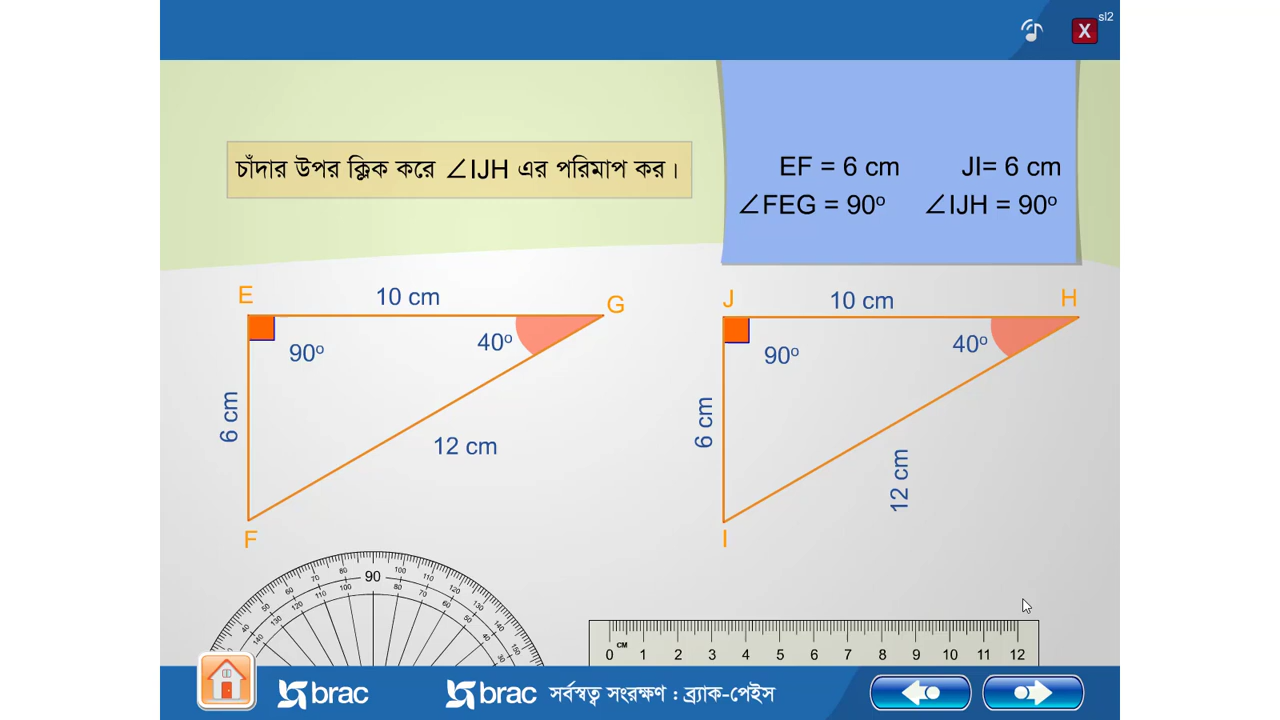 sl2
X
চাঁদার উপর ক্লিক করে ∠IJH এর পরিমাপ কর।
EF = 6 cm JI= 6 cm
∠FEG = 90º ∠IJH = 90º
E 10 cm G
90º 40º
6 cm
12 cm
F
J 10 cm H
90º 40º
6 cm
12 cm
I
90
CM
0 1 2 3 4 5 6 7 8 9 10 11 12
brac
brac সর্বস্বত্ব সংরক্ষণ : ব্র্যাক-পেইস